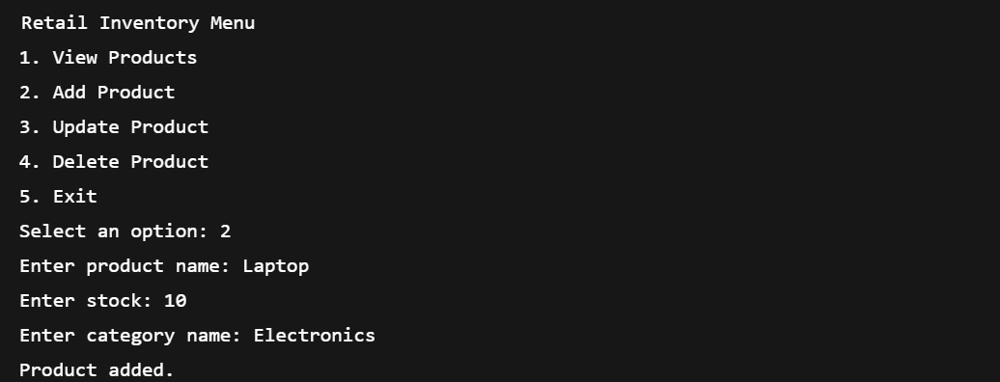 Retail Inventory Menu
1. View Products
2. Add Product
3. Update Product
4. Delete Product
5. Exit
Select an option: 2
Enter product name: Laptop
Enter stock: 10
Enter category name: Electronics
Product added.